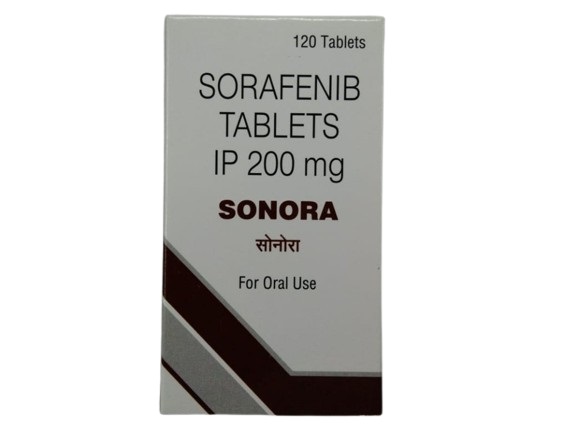 120 Tablets
SORAFENIB
TABLETS
IP 200 mg
SONORA
सोनोरा
For Oral Use